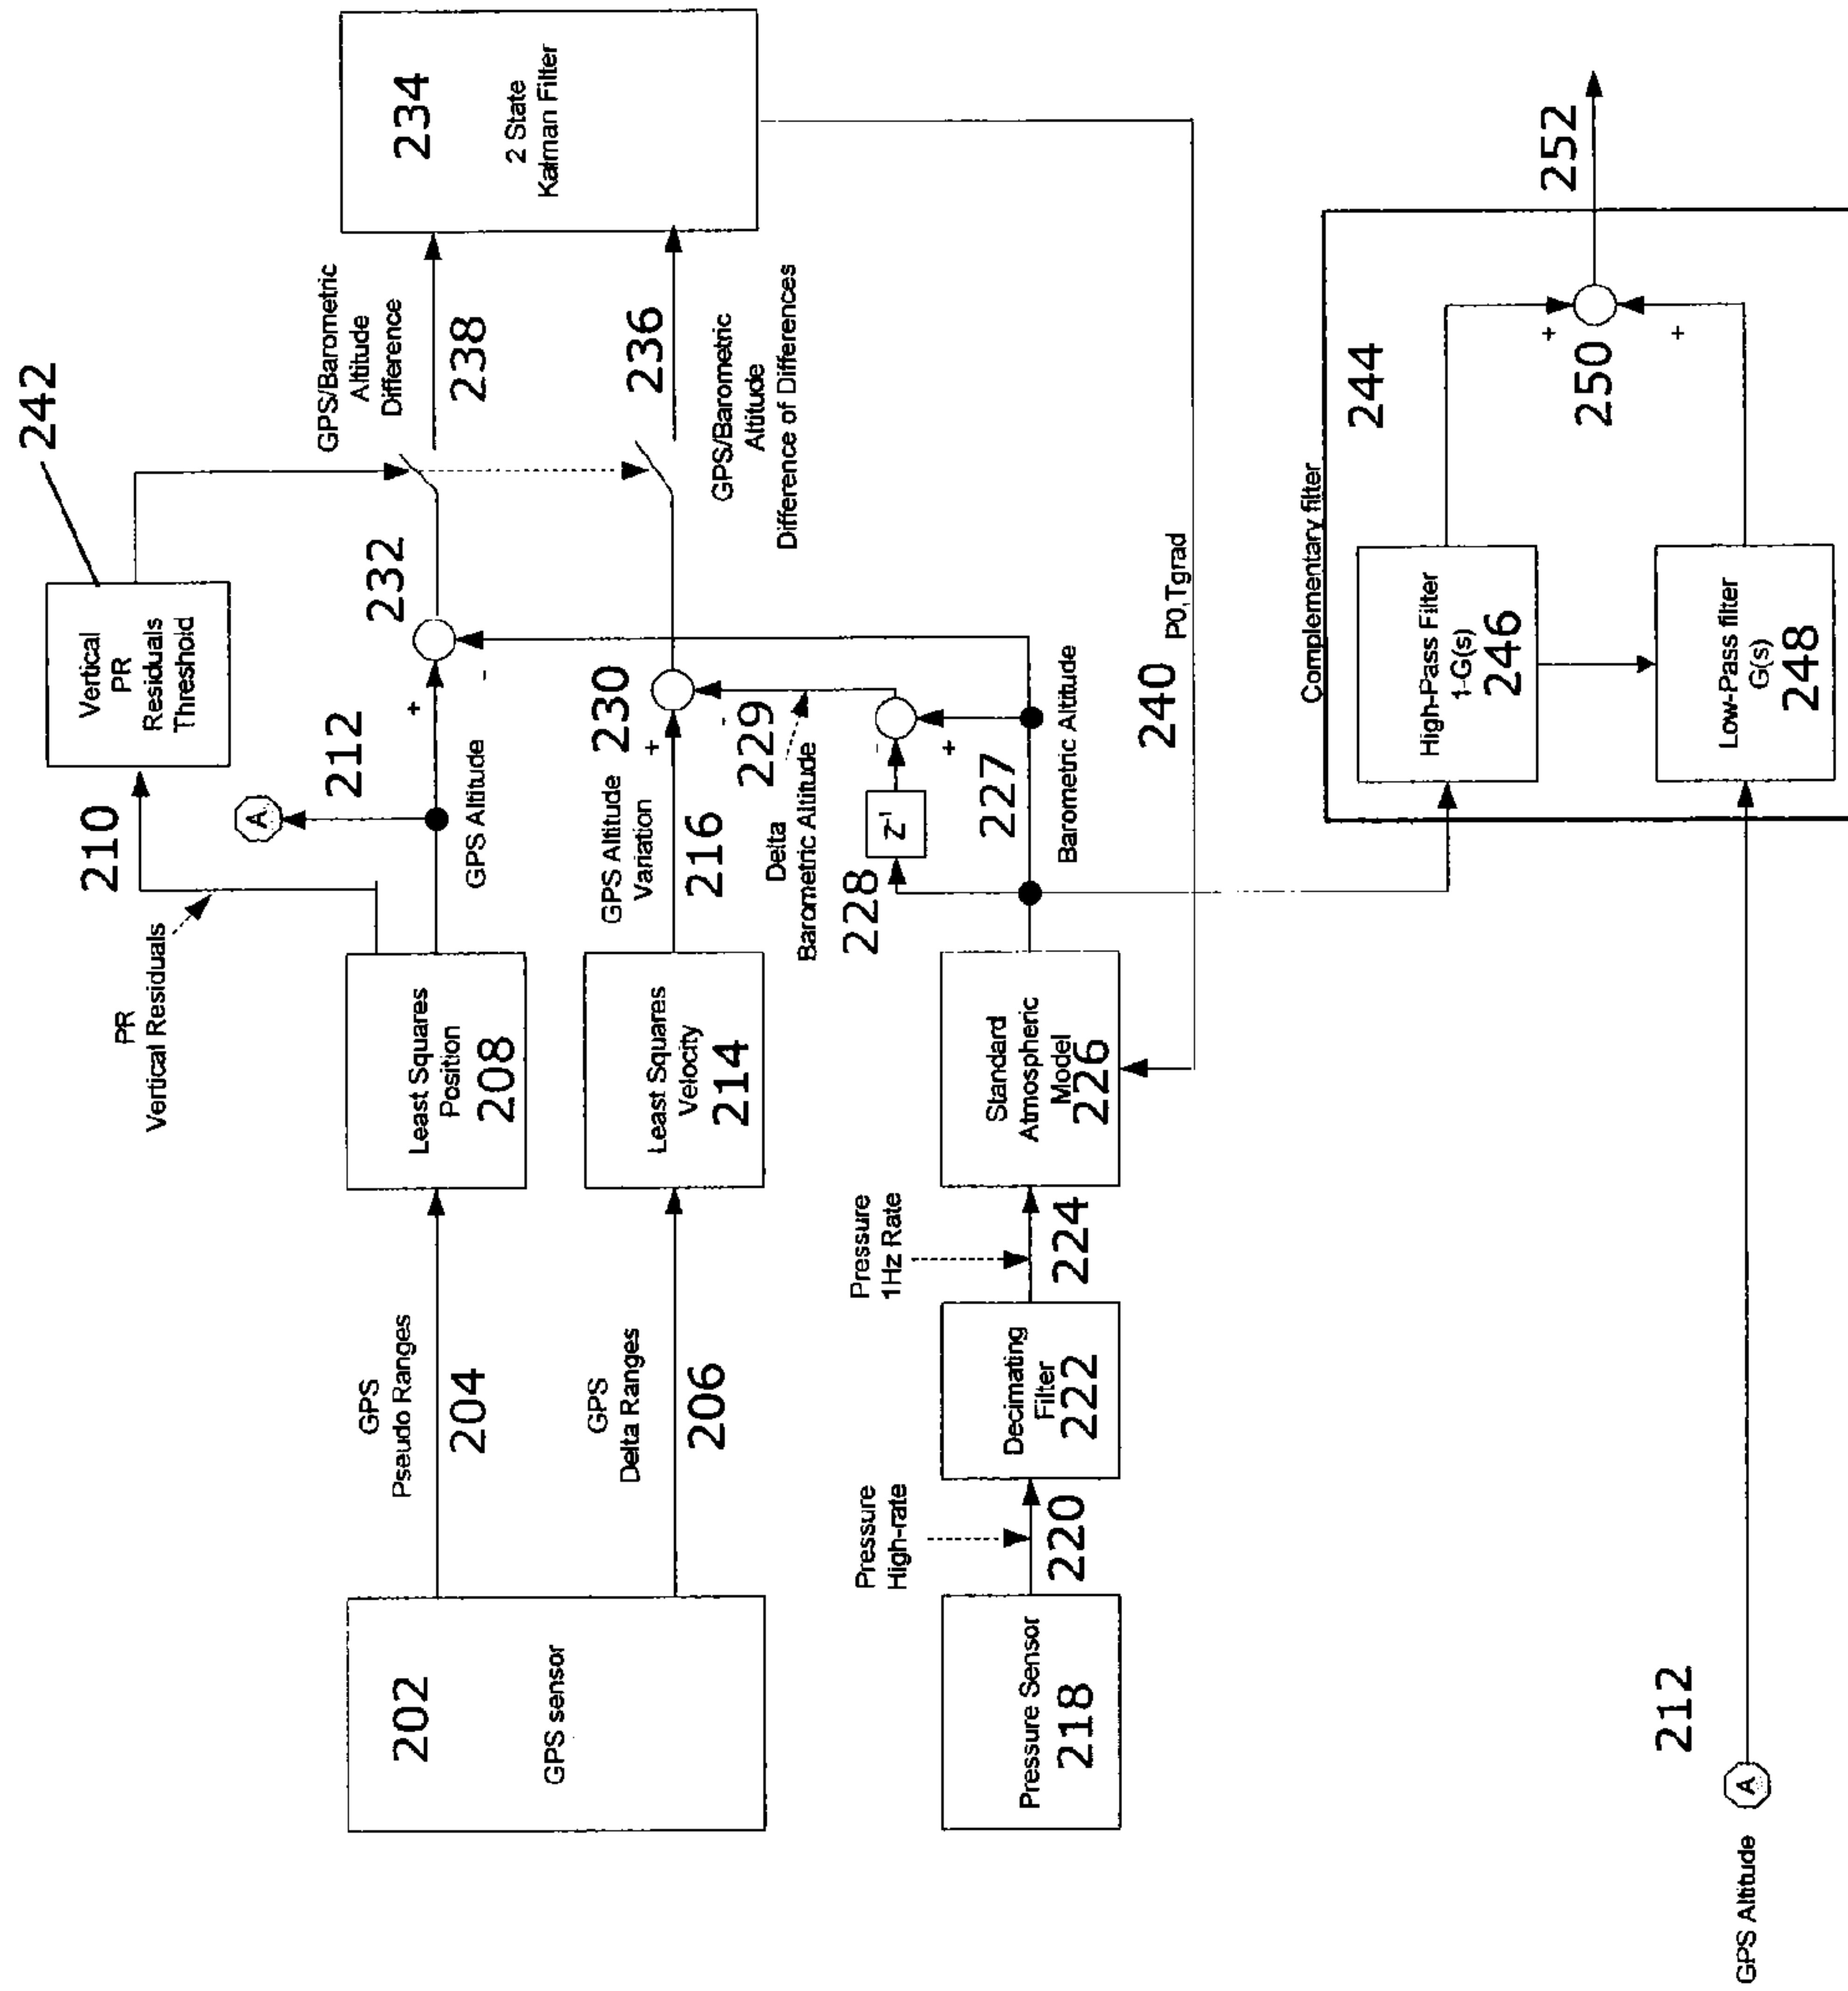 242
Vertical
PR
Residuals
Threshold
210
PR
Vertical Residuals
A
212
GPS Altitude
+
-
232
GPS/Barometric
Altitude
Difference
238
234
2 State
Kalman Filter
202
GPS sensor
GPS
Pseudo Ranges
204
GPS
Delta Ranges
206
Least Squares
Position
208
Least Squares
Velocity
214
GPS Altitude
Variation
216
230
+
-
229
Delta
Barometric Altitude
236
GPS/Barometric
Altitude
Difference of Differences
228
Z-1
-
+
227
Barometric Altitude
Pressure Sensor
218
Pressure
High-rate
220
Decimating
Filter
222
Pressure
1Hz Rate
224
Standard
Atmospheric
Model
226
240
P0,Tgrad
Complementary filter
244
High-Pass Filter
1-G(s)
246
Low-Pass filter
G(s)
248
+
250
+
252
GPS Altitude
A
212